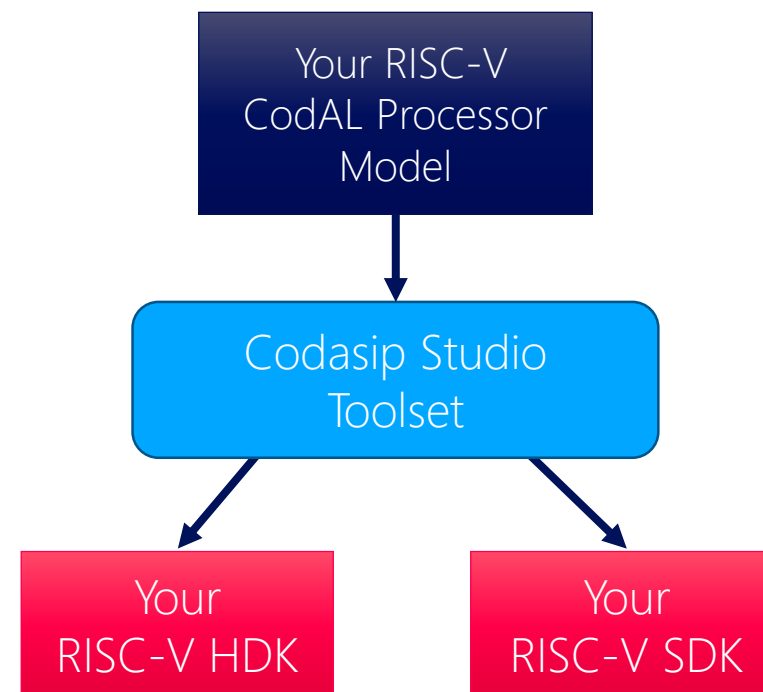 Your RISC-V
CodAL Processor
Model
Codasip Studio
Toolset
Your
RISC-V HDK
Your
RISC-V SDK